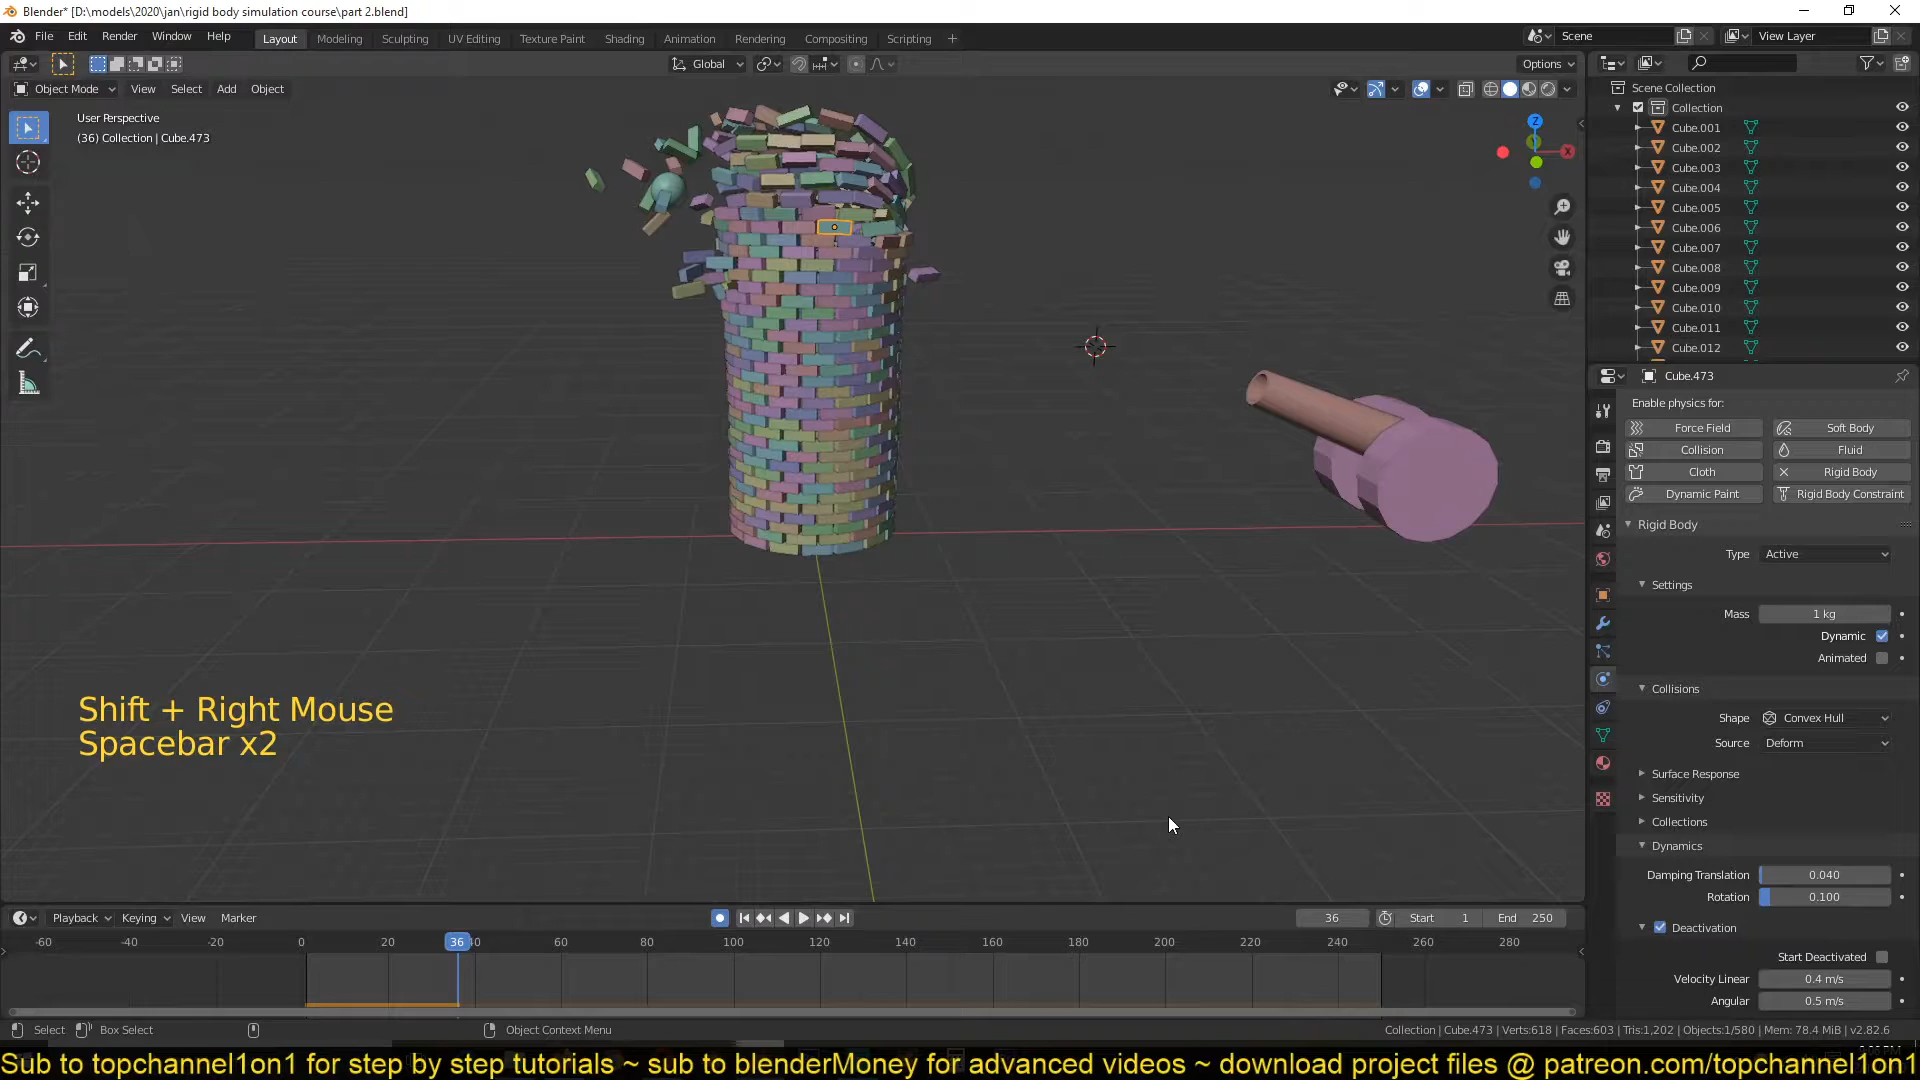 Blender* [D:\models\2020\jan\rigid body simulation course\part 2.blend]
File Edit Render Window Help
Layout Modeling Sculpting UV Editing Texture Paint Shading Animation Rendering Compositing Scripting +
Scene
View Layer
Global
Options
Object Mode View Select Add Object
User Perspective
(36) Collection | Cube.473
Z
X
Scene Collection
Collection
Cube.001
Cube.002
Cube.003
Cube.004
Cube.005
Cube.006
Cube.007
Cube.008
Cube.009
Cube.010
Cube.011
Cube.012
Cube.473
Enable physics for:
Force Field Soft Body
Collision Fluid
Cloth Rigid Body
Dynamic Paint Rigid Body Constraint
Rigid Body
Type Active
Settings
Mass 1 kg
Dynamic
Animated
Collisions
Shape Convex Hull
Source Deform
Surface Response
Sensitivity
Collections
Dynamics
Damping Translation 0.040
Rotation 0.100
Deactivation
Start Deactivated
Velocity Linear 0.4 m/s
Angular 0.5 m/s
Shift + Right Mouse
Spacebar x2
Playback Keying View Marker
36 Start 1 End 250
-60 -40 -20 0 20 36 40 60 80 100 120 140 160 180 200 220 240 260 280
Select Box Select Object Context Menu
Collection | Cube.473 | Verts:618 | Faces:603 | Tris:1,202 | Objects:1/580 | Mem: 78.4 MiB | v2.82.6
Sub to topchannel1on1 for step by step tutorials ~ sub to blenderMoney for advanced videos ~ download project files @ patreon.com/topchannel1on1